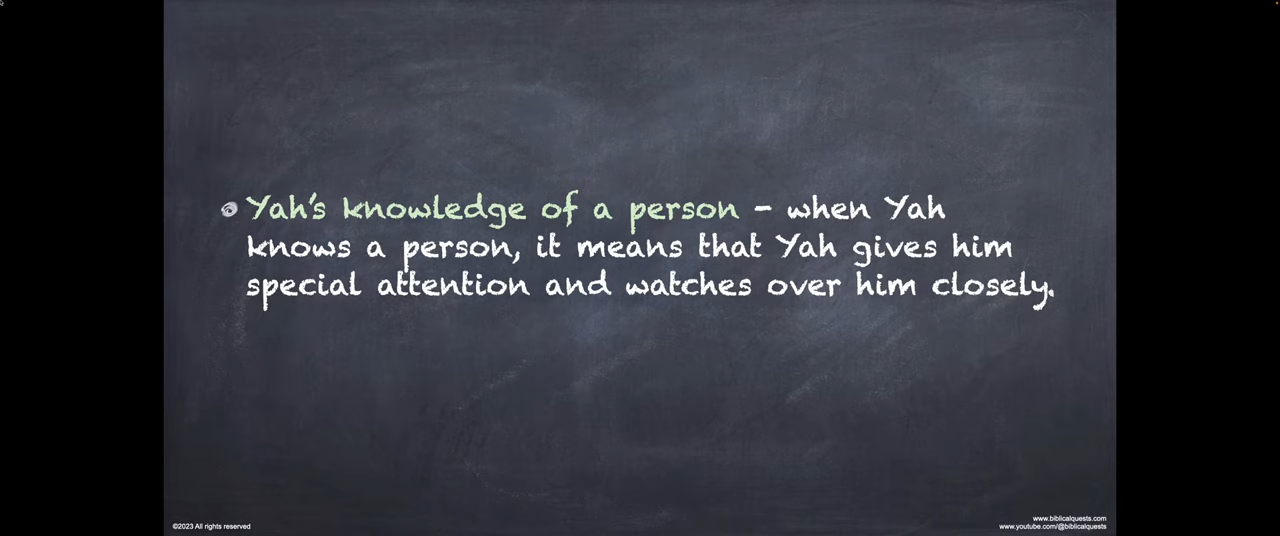 Yah's knowledge of a person - when Yah
knows a person, it means that Yah gives him
special attention and watches over him closely.
©2023 All rights reserved
www.biblicalquests.com
www.youtube.com/@biblicalquests